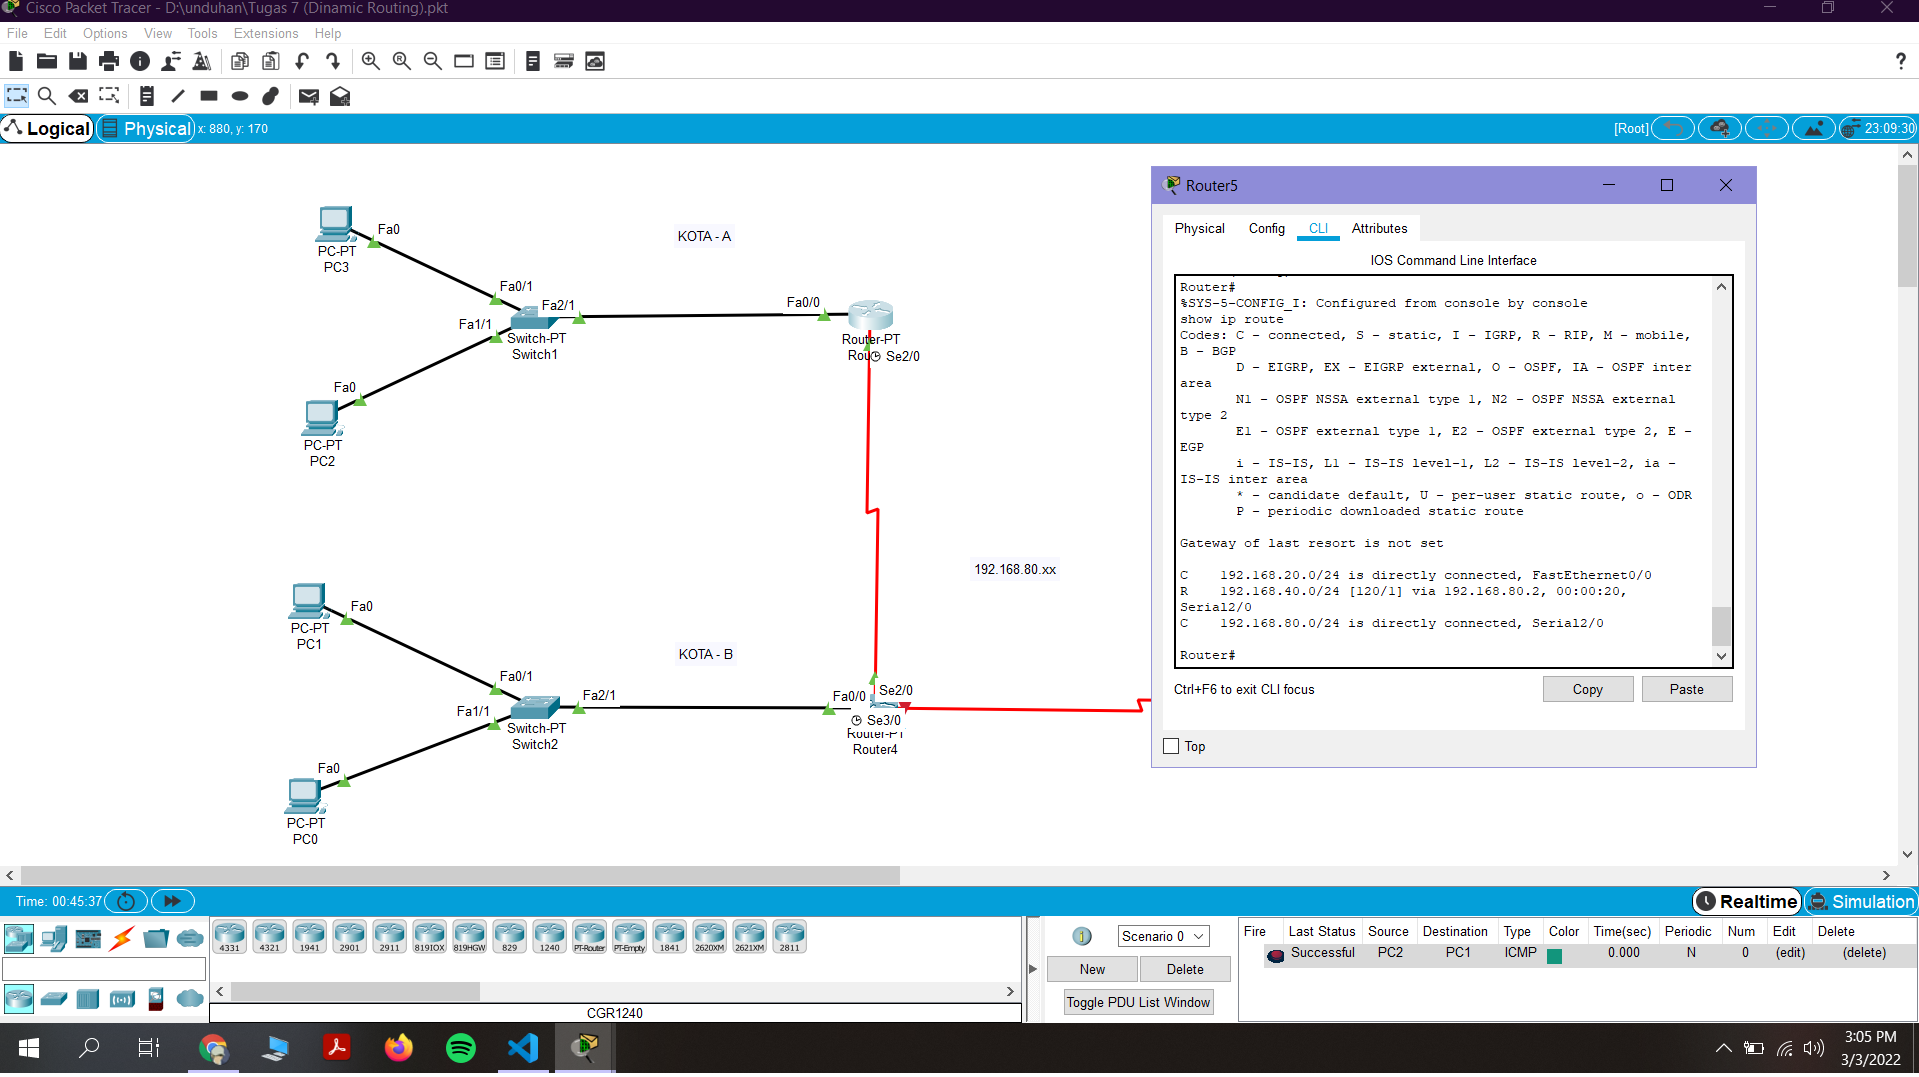 Cisco Packet Tracer - D:\unduhan\Tugas 7 (Dinamic Routing).pkt
File Edit Options View Tools Extensions Help
?
Logical Physical x: 880, y: 170 [Root] 23:09:30
Fa0
PC-PT
PC3
Fa0/1
Fa2/1
Fa1/1
Switch-PT
Switch1
Fa0
PC-PT
PC2
KOTA - A
Fa0/0
Router-PT
Rou Se2/0
192.168.80.xx
Fa0
PC-PT
PC1
Fa0/1
Fa2/1
Fa1/1
Switch-PT
Switch2
Fa0
PC-PT
PC0
KOTA - B
Fa0/0 Se2/0
Se3/0
Router-PT
Router4
Router5
Physical Config CLI Attributes
IOS Command Line Interface
Router#
%SYS-5-CONFIG_I: Configured from console by console
show ip route
Codes: C - connected, S - static, I - IGRP, R - RIP, M - mobile,
B - BGP
D - EIGRP, EX - EIGRP external, O - OSPF, IA - OSPF inter
area
N1 - OSPF NSSA external type 1, N2 - OSPF NSSA external
type 2
E1 - OSPF external type 1, E2 - OSPF external type 2, E -
EGP
i - IS-IS, L1 - IS-IS level-1, L2 - IS-IS level-2, ia -
IS-IS inter area
* - candidate default, U - per-user static route, o - ODR
P - periodic downloaded static route
Gateway of last resort is not set
C 192.168.20.0/24 is directly connected, FastEthernet0/0
R 192.168.40.0/24 [120/1] via 192.168.80.2, 00:00:20,
Serial2/0
C 192.168.80.0/24 is directly connected, Serial2/0
Router#
Ctrl+F6 to exit CLI focus Copy Paste
Top
Time: 00:45:37 Realtime Simulation
4331 4321 1941 2901 2911 819IOX 819HGW 829 1240 PT-Router PT-Empty 1841 2620XM 2621XM 2811
CGR1240
Scenario 0
New Delete
Toggle PDU List Window
Fire Last Status Source Destination Type Color Time(sec) Periodic Num Edit Delete
Successful PC2 PC1 ICMP 0.000 N 0 (edit) (delete)
3:05 PM
3/3/2022